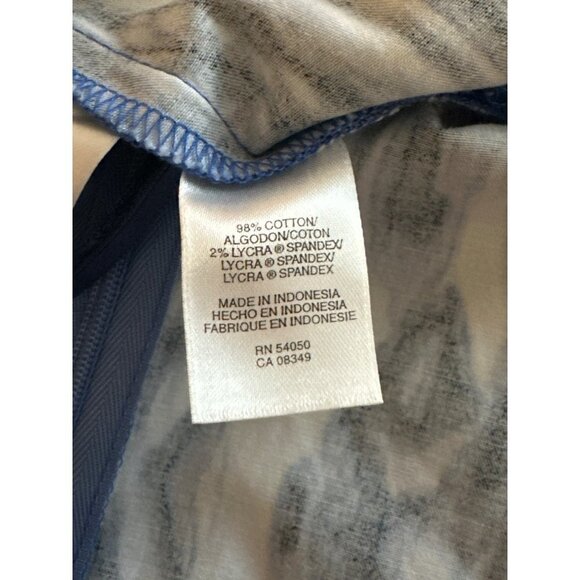 98% COTTON/
ALGODON/COTON
2% LYCRA ® SPANDEX/
LYCRA ® SPANDEX/
LYCRA ® SPANDEX
MADE IN INDONESIA
HECHO EN INDONESIA
FABRIQUE EN INDONESIE
RN 54050
CA 08349